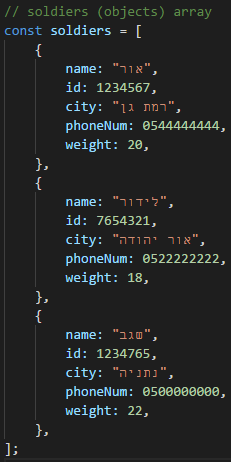 // soldiers (objects) array
const soldiers = [
{
name: "אור",
id: 1234567,
city: "רמת גן",
phoneNum: 0544444444,
weight: 20,
},
{
name: "לידור",
id: 7654321,
city: "אור יהודה",
phoneNum: 0522222222,
weight: 18,
},
{
name: "שגב",
id: 1234765,
city: "נתניה",
phoneNum: 0500000000,
weight: 22,
},
];